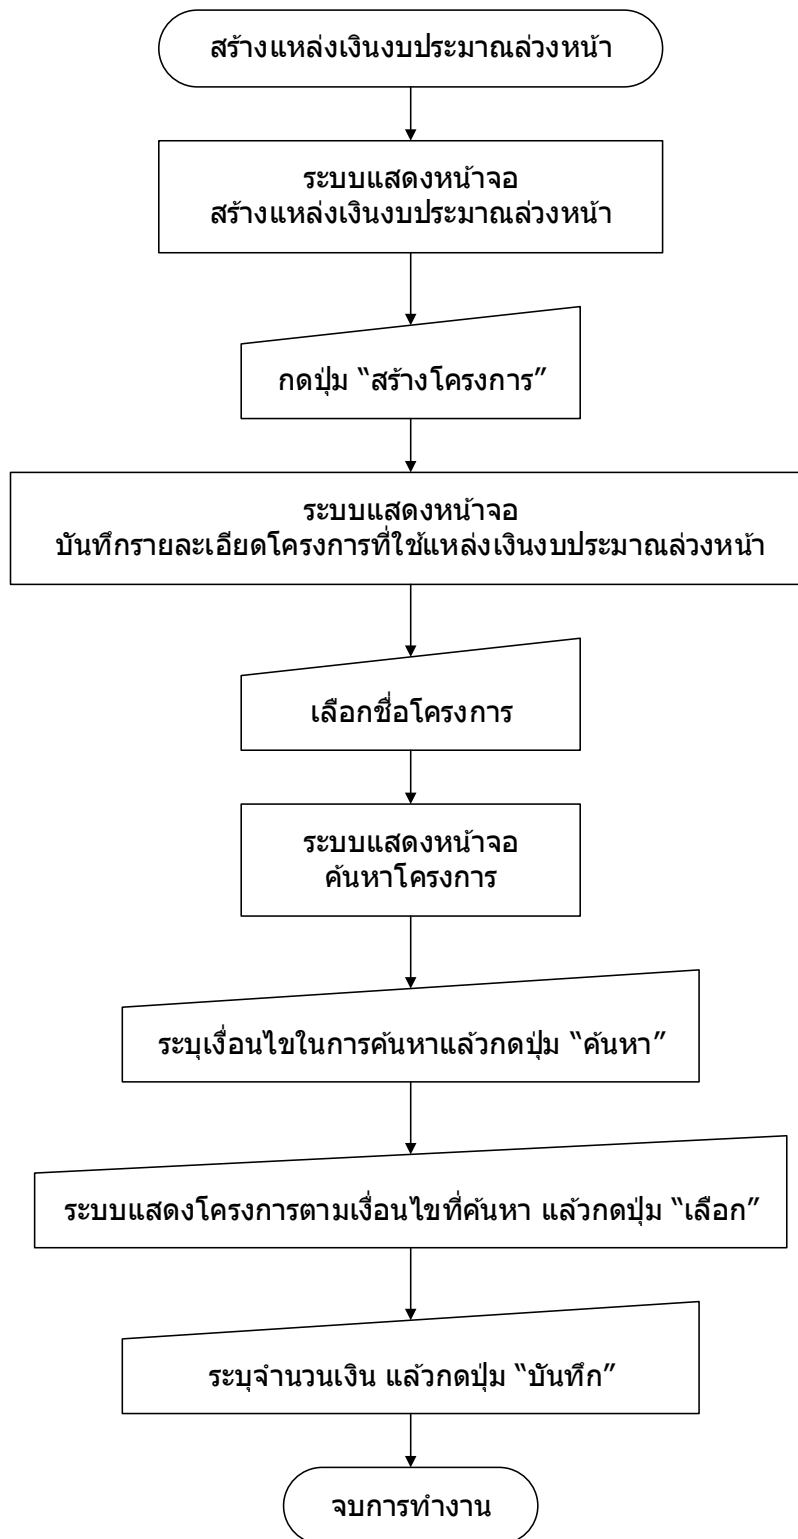 สร้างแหล่งเงินงบประมาณล่วงหน้า
ระบบแสดงหน้าจอ
สร้างแหล่งเงินงบประมาณล่วงหน้า
กดปุ่ม “สร้างโครงการ”
ระบบแสดงหน้าจอ
บันทึกรายละเอียดโครงการที่ใช้แหล่งเงินงบประมาณล่วงหน้า
เลือกชื่อโครงการ
ระบบแสดงหน้าจอ
ค้นหาโครงการ
ระบุเงื่อนไขในการค้นหาแล้วกดปุ่ม “ค้นหา”
ระบบแสดงโครงการตามเงื่อนไขที่ค้นหา แล้วกดปุ่ม “เลือก”
ระบุจำนวนเงิน แล้วกดปุ่ม “บันทึก”
จบการทำงาน